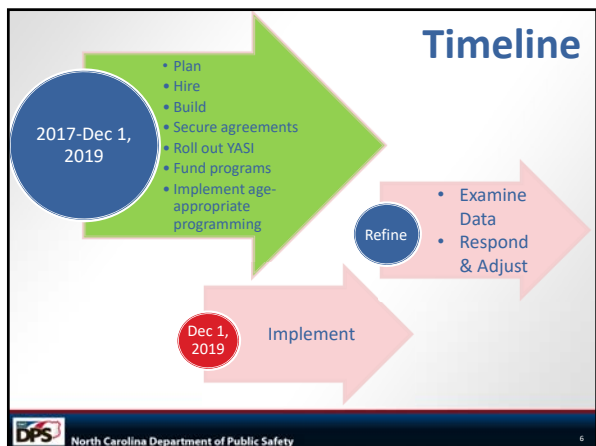 Timeline
2017-Dec 1,
2019
• Plan
• Hire
• Build
• Secure agreements
• Roll out YASI
• Fund programs
• Implement age-
appropriate
programming
Refine
• Examine
Data
• Respond
& Adjust
Dec 1,
2019
Implement
DPS
North Carolina Department of Public Safety
6